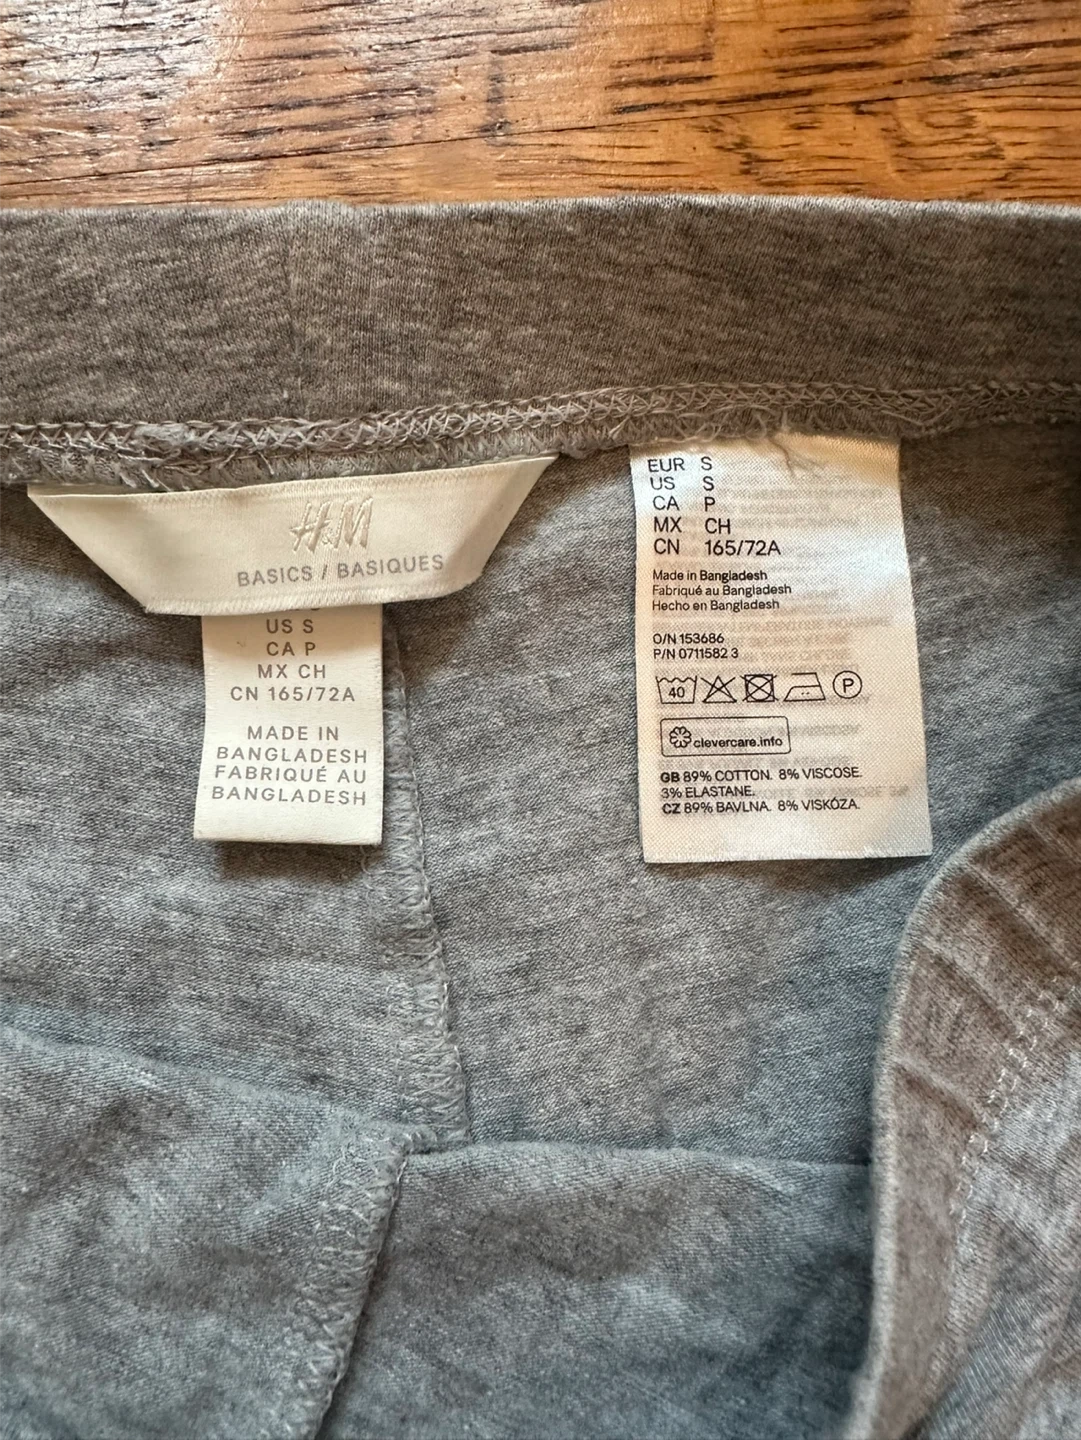 H&M
BASICS / BASIQUES
US S
CA P
MX CH
CN 165/72A
MADE IN
BANGLADESH
FABRIQUÉ AU
BANGLADESH
EUR S
US S
CA P
MX CH
CN 165/72A
Made in Bangladesh
Fabriqué au Bangladesh
Hecho en Bangladesh
O/N 153686
P/N 0711582 3
40
P
clevercare.info
GB 89% COTTON. 8% VISCOSE.
3% ELASTANE.
CZ 89% BAVLNA. 8% VISKÓZA.